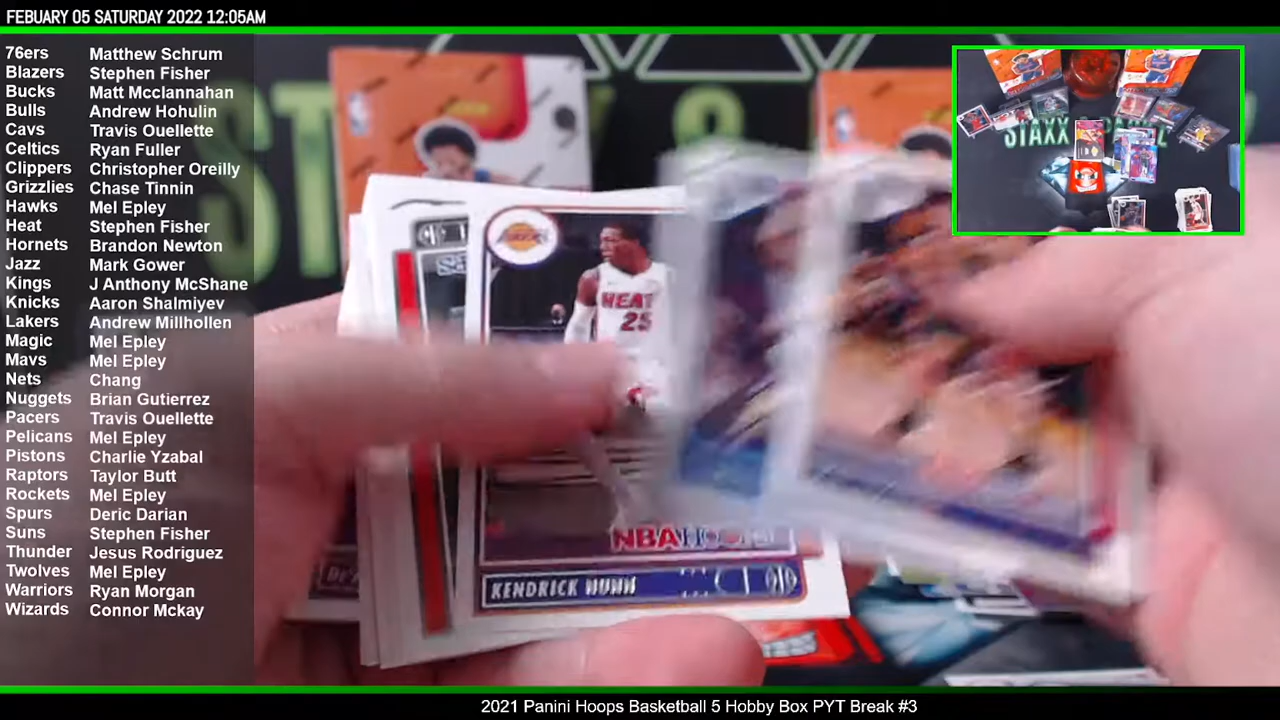 FEBUARY 05 SATURDAY 2022 12:05AM
76ers Matthew Schrum
Blazers Stephen Fisher
Bucks Matt Mcclannahan
Bulls Andrew Hohulin
Cavs Travis Ouellette
Celtics Ryan Fuller
Clippers Christopher Oreilly
Grizzlies Chase Tinnin
Hawks Mel Epley
Heat Stephen Fisher
Hornets Brandon Newton
Jazz Mark Gower
Kings J Anthony McShane
Knicks Aaron Shalmiyev
Lakers Andrew Millhollen
Magic Mel Epley
Mavs Mel Epley
Nets Chang
Nuggets Brian Gutierrez
Pacers Travis Ouellette
Pelicans Mel Epley
Pistons Charlie Yzabal
Raptors Taylor Butt
Rockets Mel Epley
Spurs Deric Darian
Suns Stephen Fisher
Thunder Jesus Rodriguez
Twolves Mel Epley
Warriors Ryan Morgan
Wizards Connor Mckay
LAKERS
HEAT
25
NBA
KENDRICK NUNN
STAXX
2021 Panini Hoops Basketball 5 Hobby Box PYT Break #3